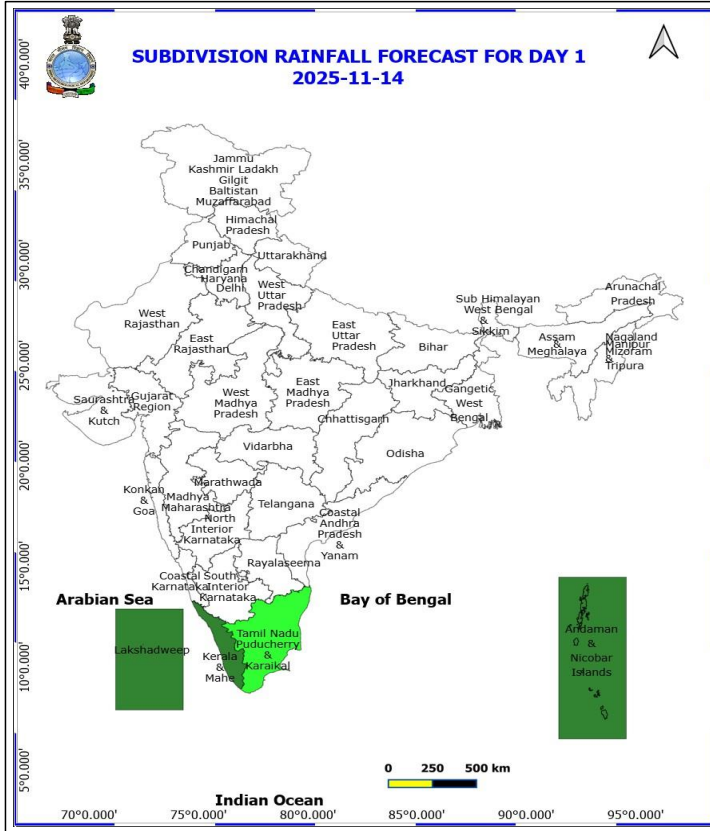 SUBDIVISION RAINFALL FORECAST FOR DAY 1
2025-11-14
40°0.000'
35°0.000'
30°0.000'
25°0.000'
20°0.000'
15°0.000'
10°0.000'
5°0.000'
Jammu
Kashmir Ladakh
Gilgit
Baltistan
Muzaffarabad
Himachal
Pradesh
Punjab
Uttarakhand
Chandigarh
Haryana
Delhi
West
Uttar
Pradesh
Arunachal
Pradesh
West
Rajasthan
Sub Himalayan
West Bengal
&
Sikkim
East
Rajasthan
East
Uttar
Pradesh
Bihar
Assam
&
Meghalaya
Nagaland
Manipur
Mizoram
&
Tripura
Saurashtra
&
Kutch
Gujarat
Region
West
Madhya
Pradesh
East
Madhya
Pradesh
Jharkhand
Gangetic
West
Bengal
Chhattisgarh
Vidarbha
Odisha
Konkan
&
Goa
Marathwada
Madhya
Maharashtra
Telangana
North
Interior
Karnataka
Coastal
Andhra
Pradesh
&
Yanam
Rayalaseema
Coastal
Karnataka
South
Interior
Karnataka
Arabian Sea
Bay of Bengal
Lakshadweep
Kerala
&
Mahe
Tamil Nadu
Puducherry
&
Karaikal
Andaman
&
Nicobar
Islands
0 250 500 km
Indian Ocean
70°0.000' 75°0.000' 80°0.000' 85°0.000' 90°0.000' 95°0.000'